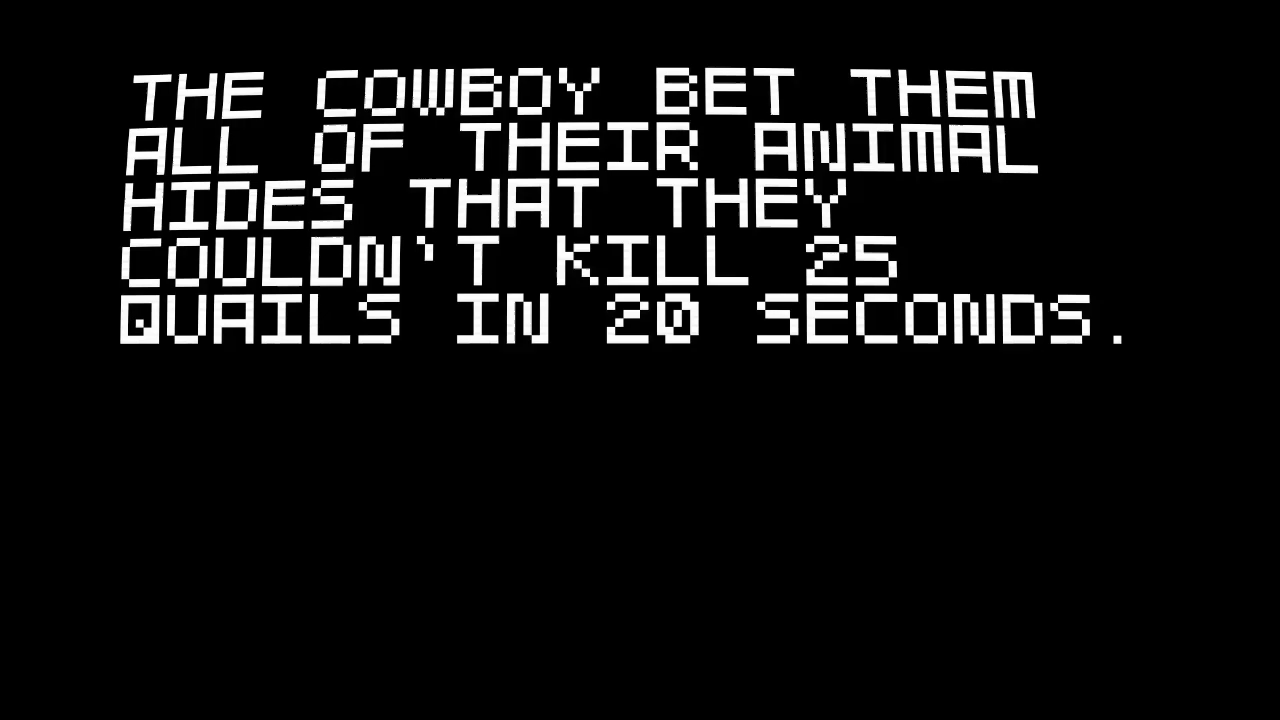 THE COWBOY BET THEM
ALL OF THEIR ANIMAL
HIDES THAT THEY
COULDN'T KILL 25
QUAILS IN 20 SECONDS.